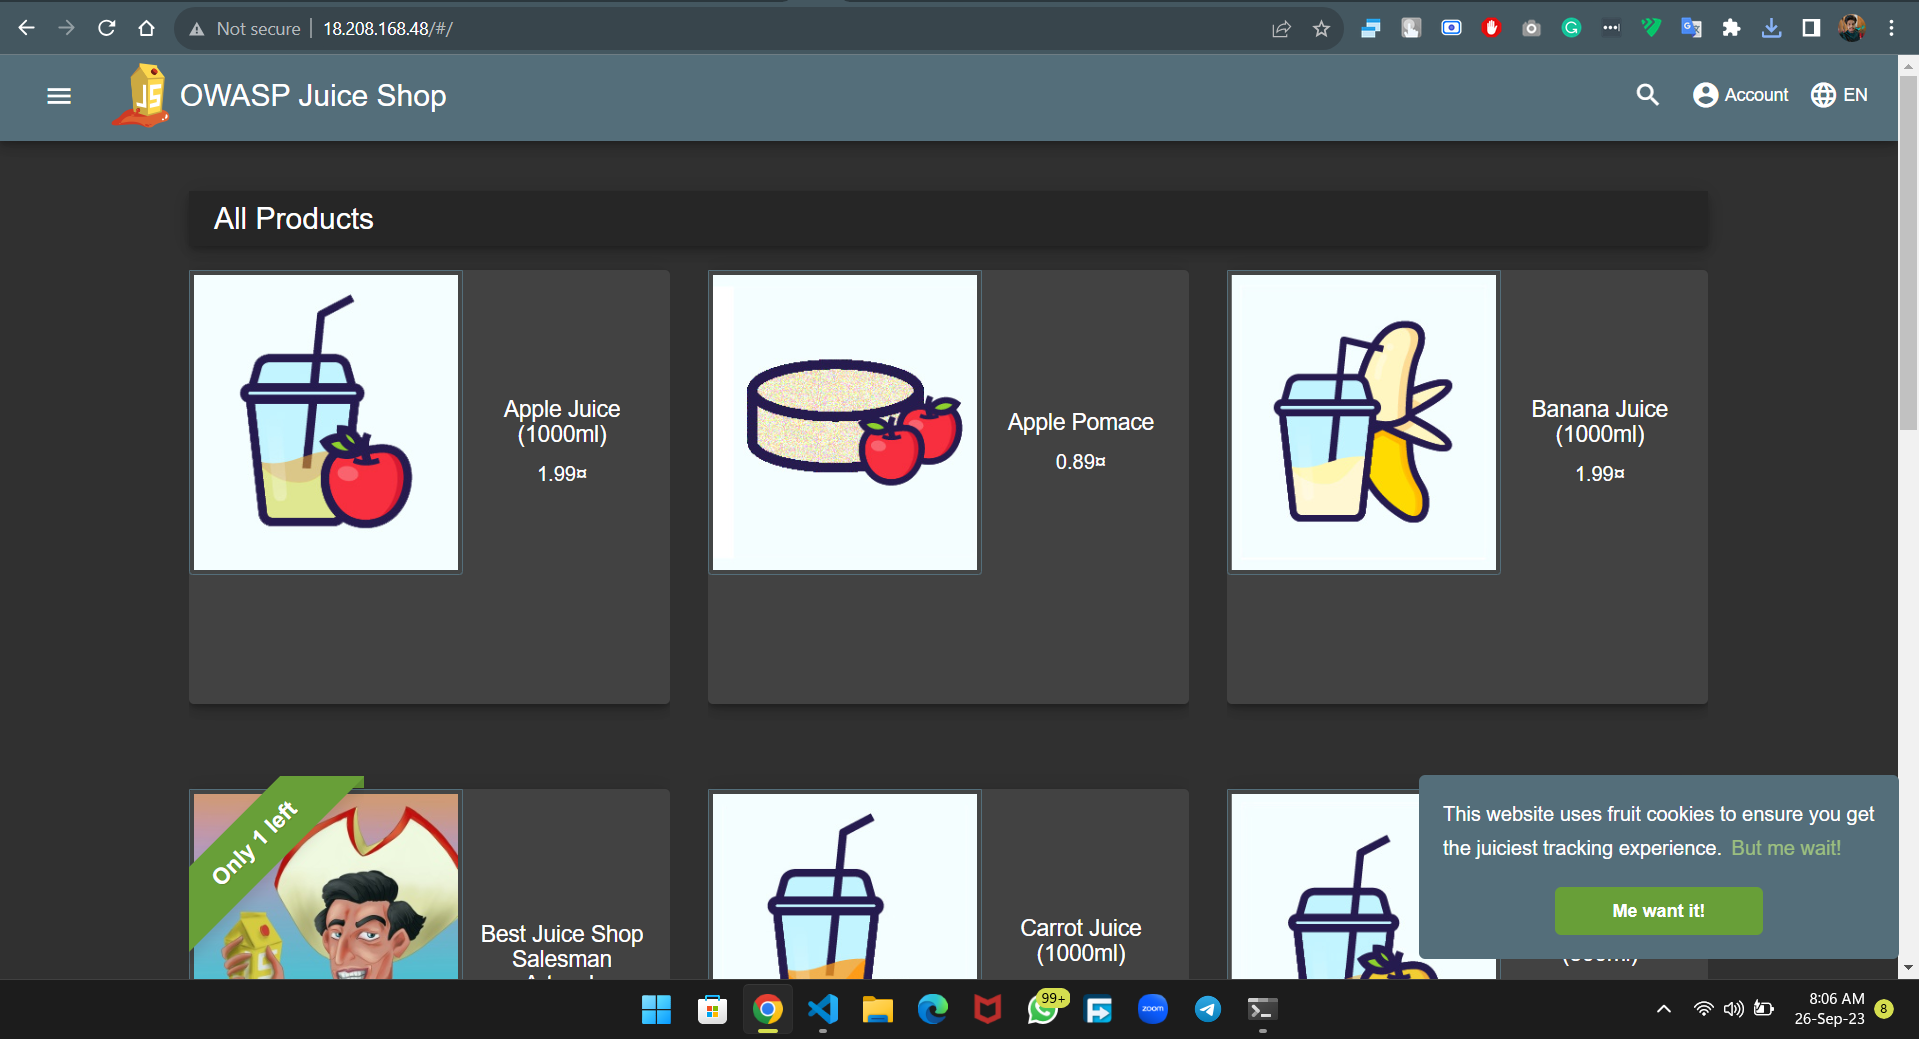 Not secure
18.208.168.48/#/
OWASP Juice Shop
Account
EN
All Products
Apple Juice
(1000ml)
1.99¤
Apple Pomace
0.89¤
Banana Juice
(1000ml)
1.99¤
Only 1 left
Best Juice Shop
Salesman
Carrot Juice
(1000ml)
This website uses fruit cookies to ensure you get
the juiciest tracking experience. But me wait!
Me want it!
99+
zoom
8:06 AM
26-Sep-23
8